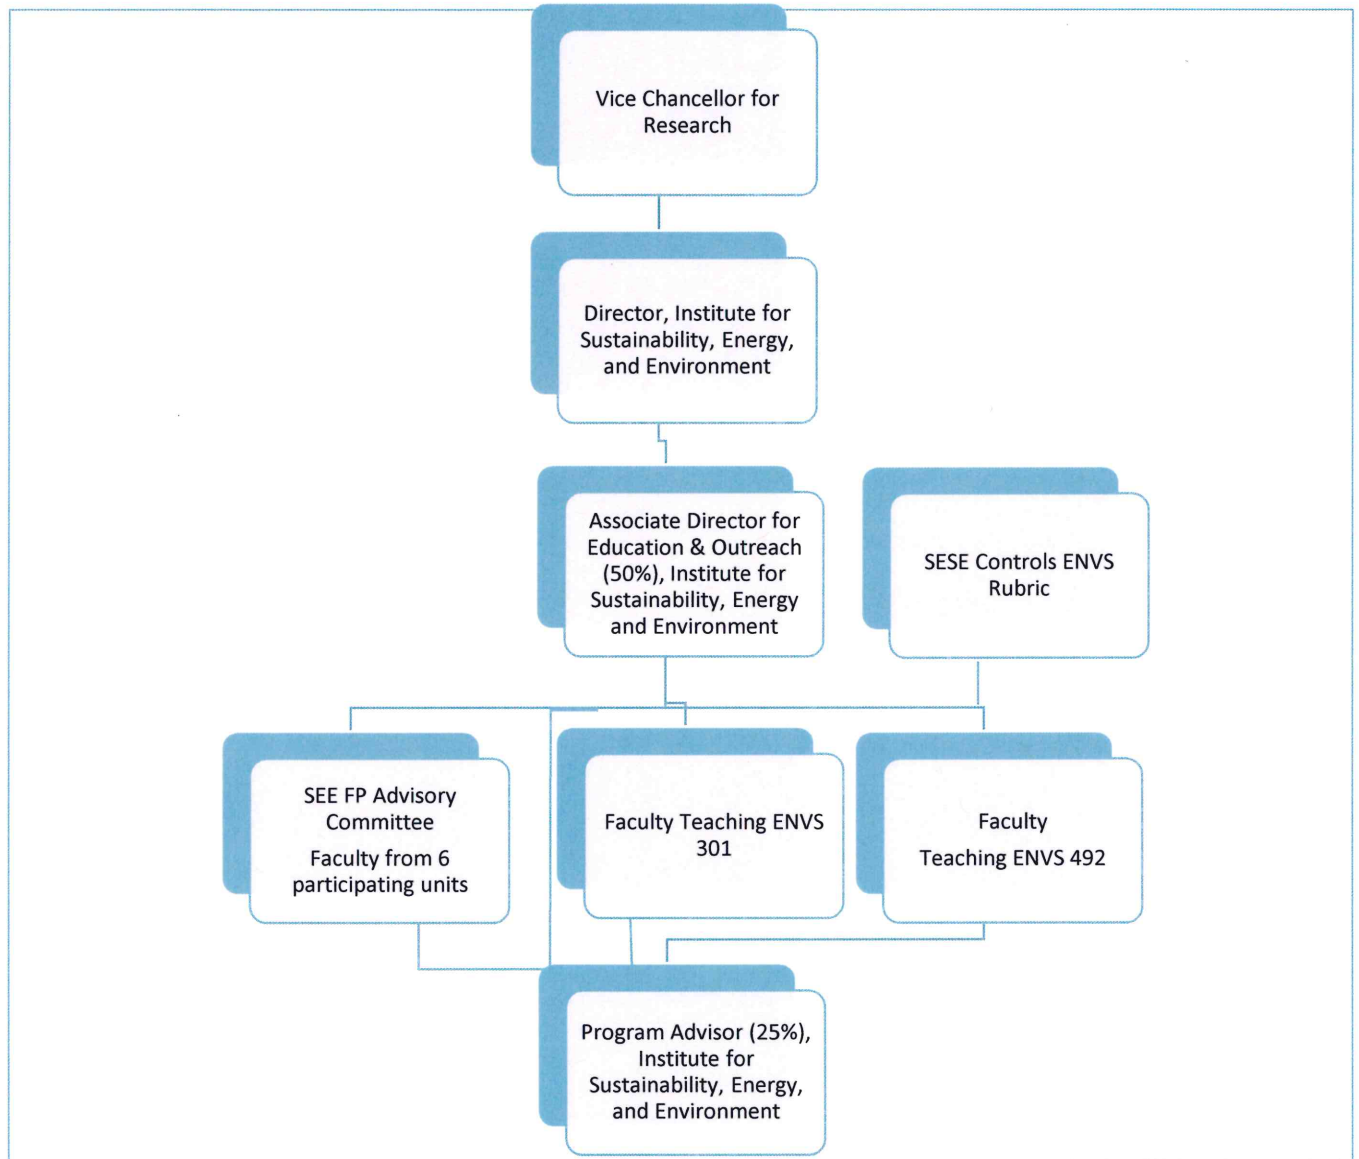 Vice Chancellor for
Research
Director, Institute for
Sustainability, Energy,
and Environment
Associate Director for
Education & Outreach
(50%), Institute for
Sustainability, Energy
and Environment
SESE Controls ENVS
Rubric
SEE FP Advisory
Committee
Faculty from 6
participating units
Faculty Teaching ENVS
301
Faculty
Teaching ENVS 492
Program Advisor (25%),
Institute for
Sustainability, Energy,
and Environment